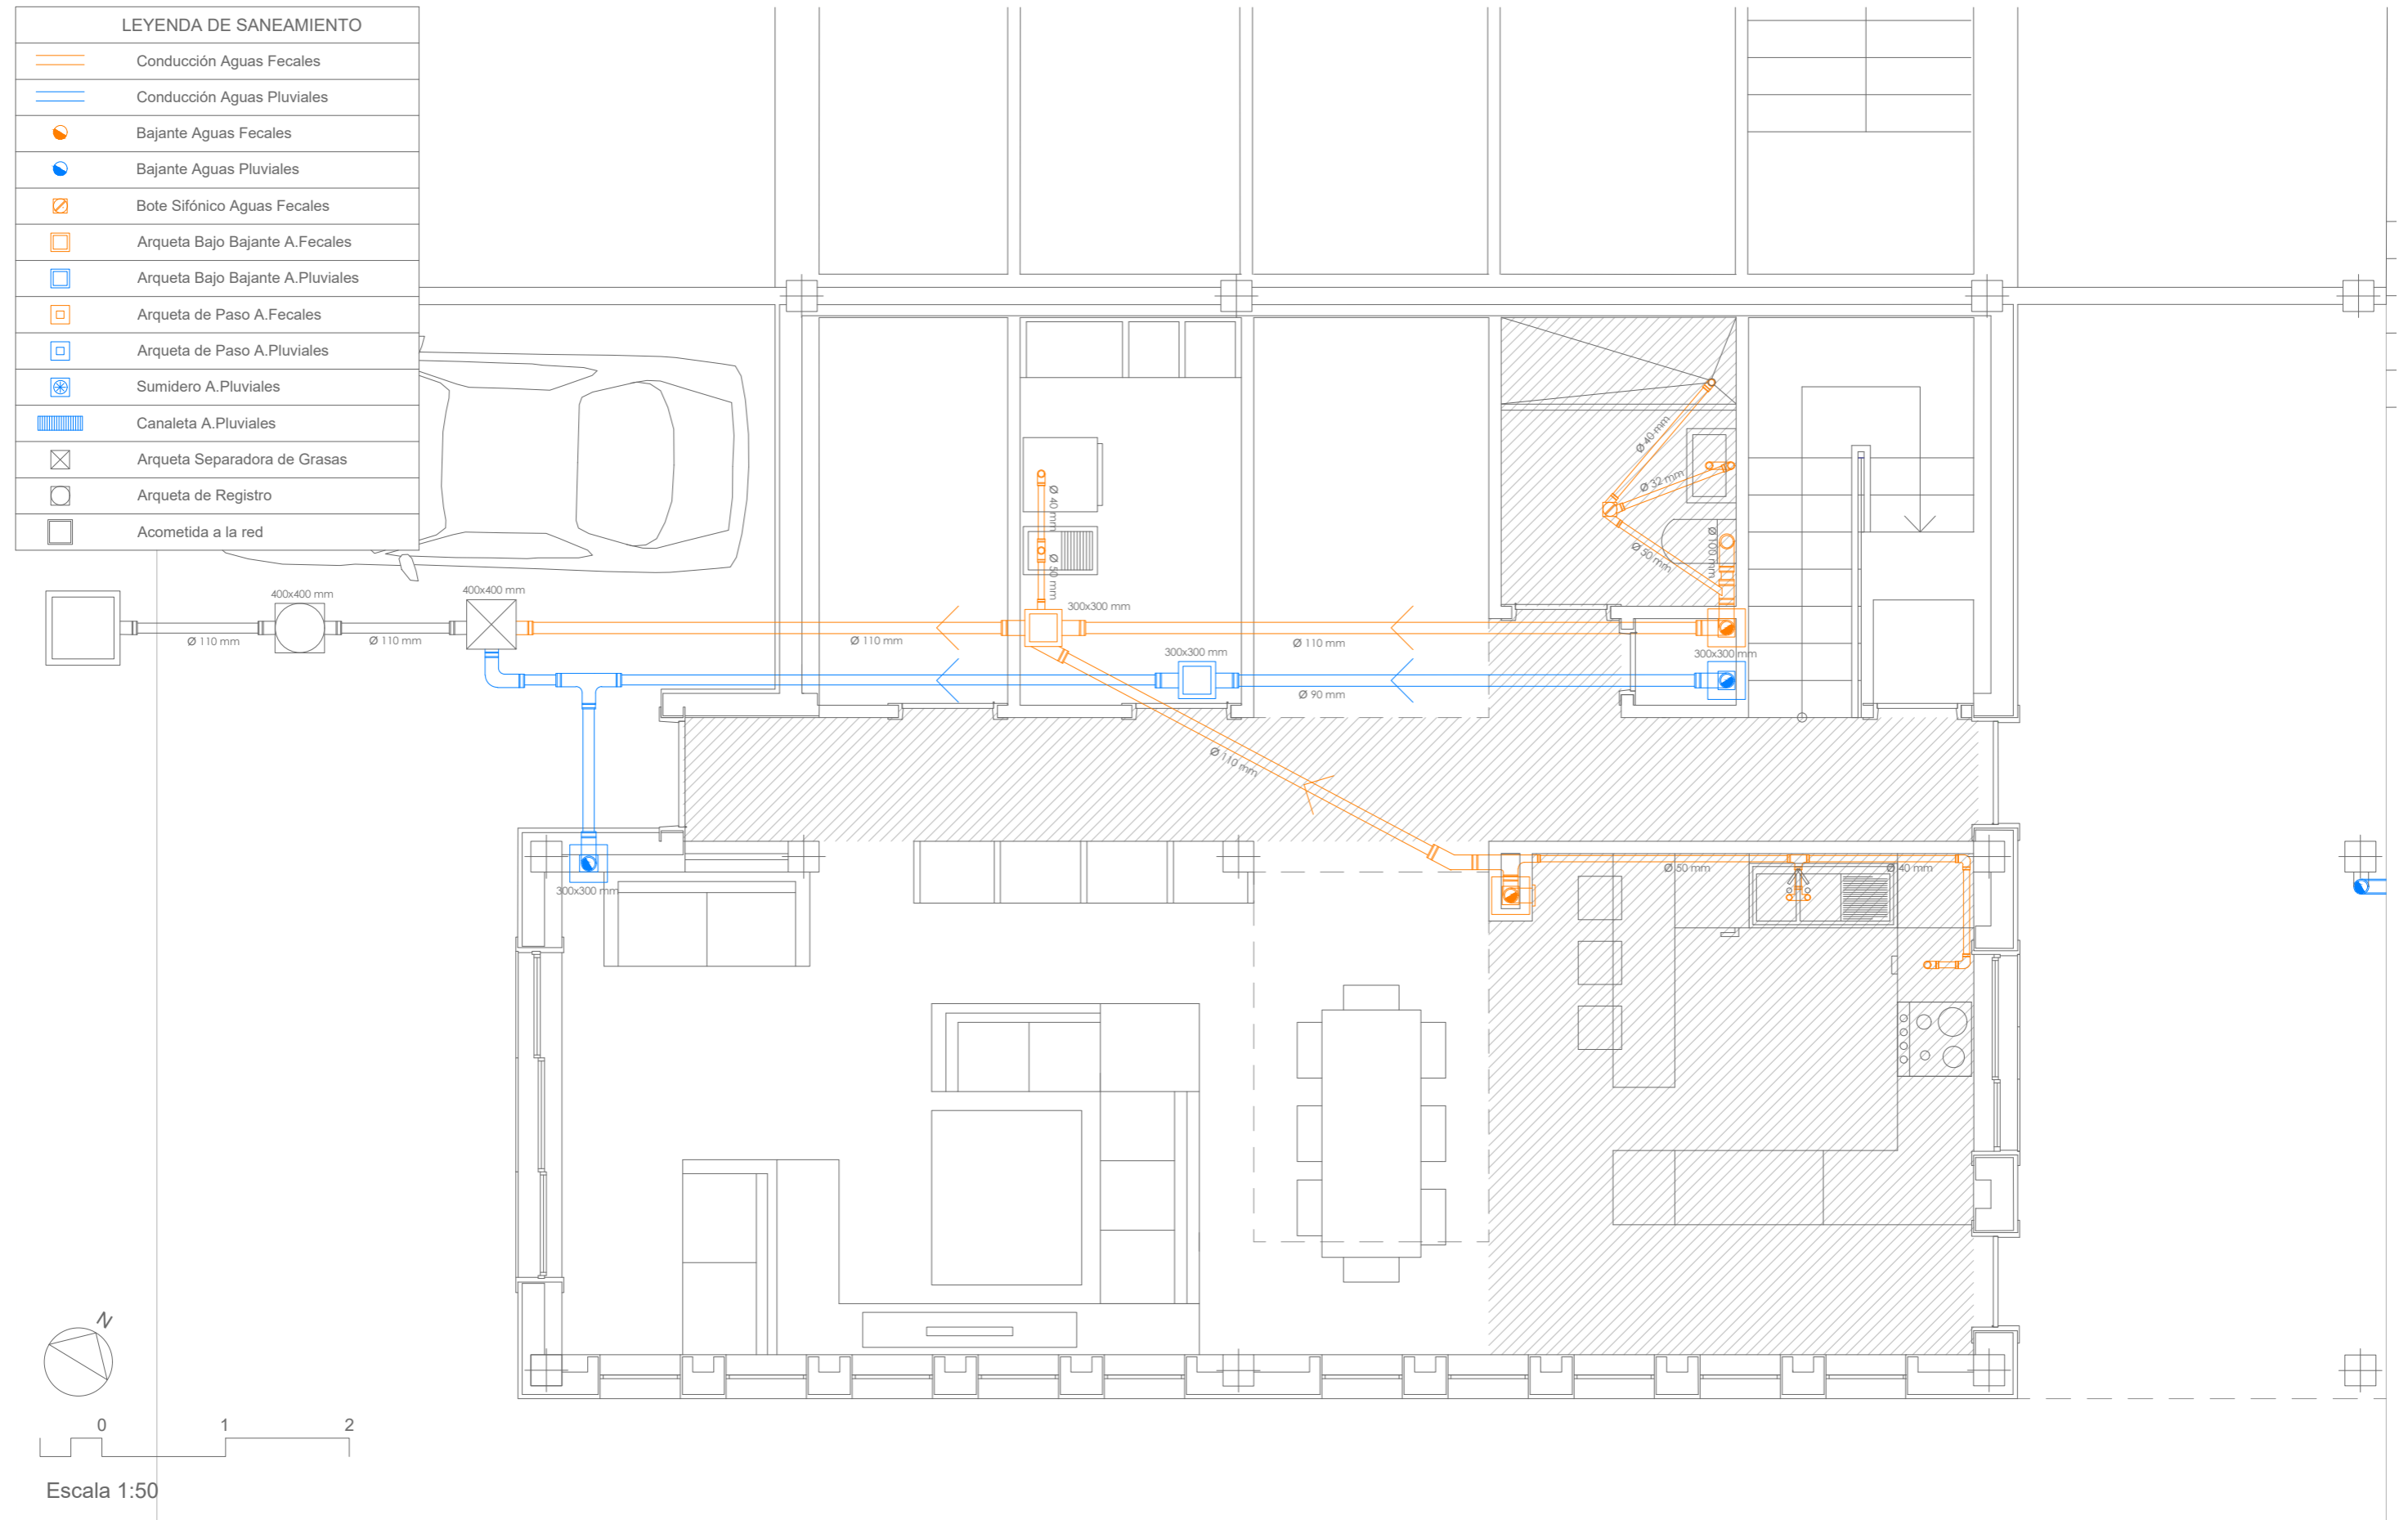 LEYENDA DE SANEAMIENTO
Conducción Aguas Fecales
Conducción Aguas Pluviales
Bajante Aguas Fecales
Bajante Aguas Pluviales
Bote Sifónico Aguas Fecales
Arqueta Bajo Bajante A.Fecales
Arqueta Bajo Bajante A.Pluviales
Arqueta de Paso A.Fecales
Arqueta de Paso A.Pluviales
Sumidero A.Pluviales
Canaleta A.Pluviales
Arqueta Separadora de Grasas
Arqueta de Registro
Acometida a la red
Ø 40 mm
Ø 32 mm
Ø 50 mm
Ø 100 mm
Ø 40 mm
Ø 50 mm
400x400 mm
400x400 mm
300x300 mm
Ø 110 mm
Ø 110 mm
Ø 110 mm
Ø 110 mm
300x300 mm
300x300 mm
Ø 90 mm
Ø 110 mm
300x300 mm
Ø 50 mm
Ø 40 mm
N
0 1 2
Escala 1:50